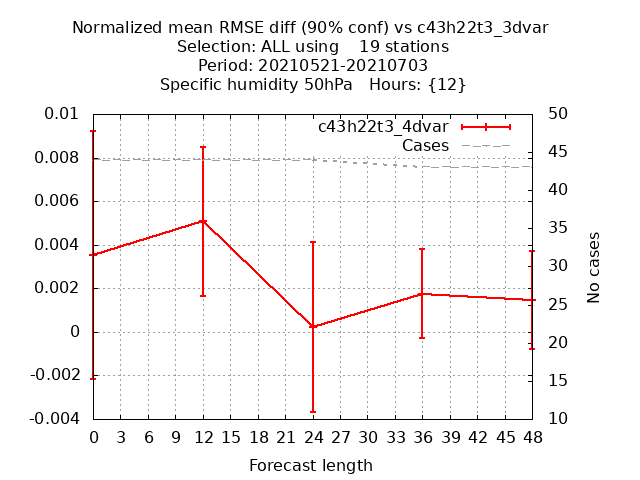 Normalized mean RMSE diff (90% conf) vs c43h22t3_3dvar
Selection: ALL using    19 stations
Period: 20210521-20210703
Specific humidity 50hPa   Hours: {12}
c43h22t3_4dvar
Cases
0.01
0.008
0.006
0.004
0.002
0
-0.002
-0.004
50
45
40
35
30
25
20
15
10
No cases
0 3 6 9 12 15 18 21 24 27 30 33 36 39 42 45 48
Forecast length